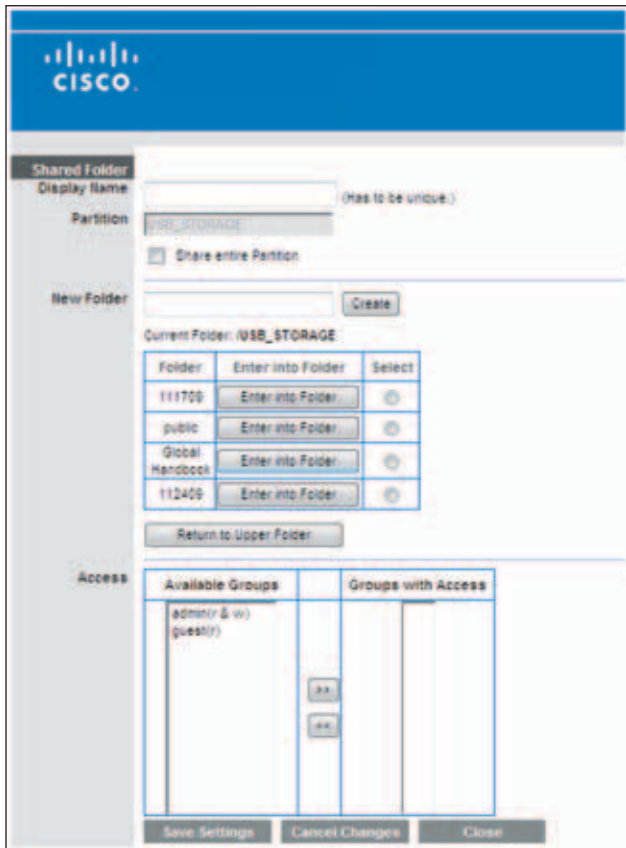 CISCO.
Shared Folder
Display Name (Has to be unique.)
Partition USB_STORAGE
Share entire Partition
New Folder Create
Current Folder: /USB_STORAGE
Folder Enter into Folder Select
111709 Enter into Folder
public Enter into Folder
Global Handbook Enter into Folder
112409 Enter into Folder
Return to Upper Folder
Access Available Groups Groups with Access
admin(r & w)
guest(r)
>>
<<
Save Settings Cancel Changes Close